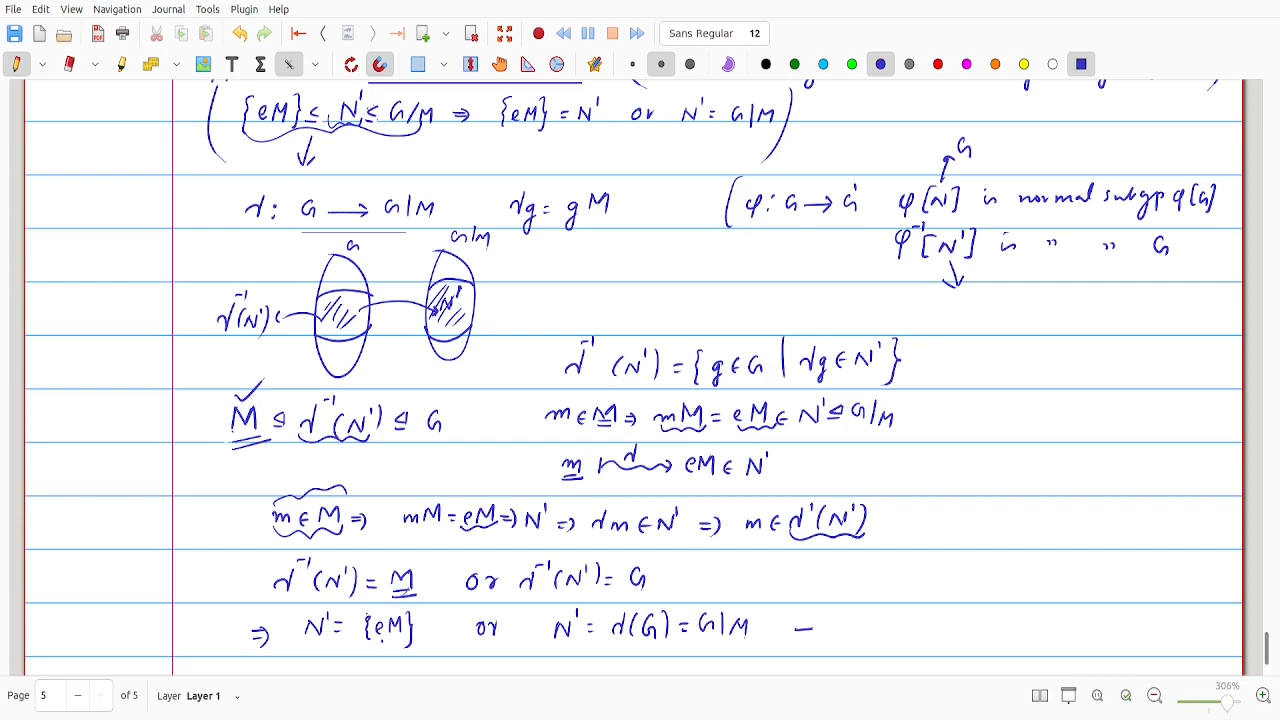 File Edit View Navigation Journal Tools Plugin Help
Sans Regular 12
{eM} ≤ N' ≤ G/M ⇒ {eM} = N' or N' = G/M
γ: G → G/M γg = gM
(φ: G → G' φ[N] is normal subgp φ[G]
G
φ⁻¹[N'] is " " G
G G/M
γ⁻¹(N') N'
γ⁻¹(N') = {g ∈ G | γg ∈ N'}
M ⊴ γ⁻¹(N') ⊴ G m ∈ M ⇒ mM = eM ∈ N' ⊴ G/M
m ↦ γ → eM ∈ N'
m ∈ M ⇒ mM = eM ⇒ N' ⇒ γm ∈ N' ⇒ m ∈ γ⁻¹(N')
γ⁻¹(N') = M or γ⁻¹(N') = G
⇒ N' = {eM} or N' = γ(G) = G/M —
Page 5 of 5 Layer Layer 1 306%